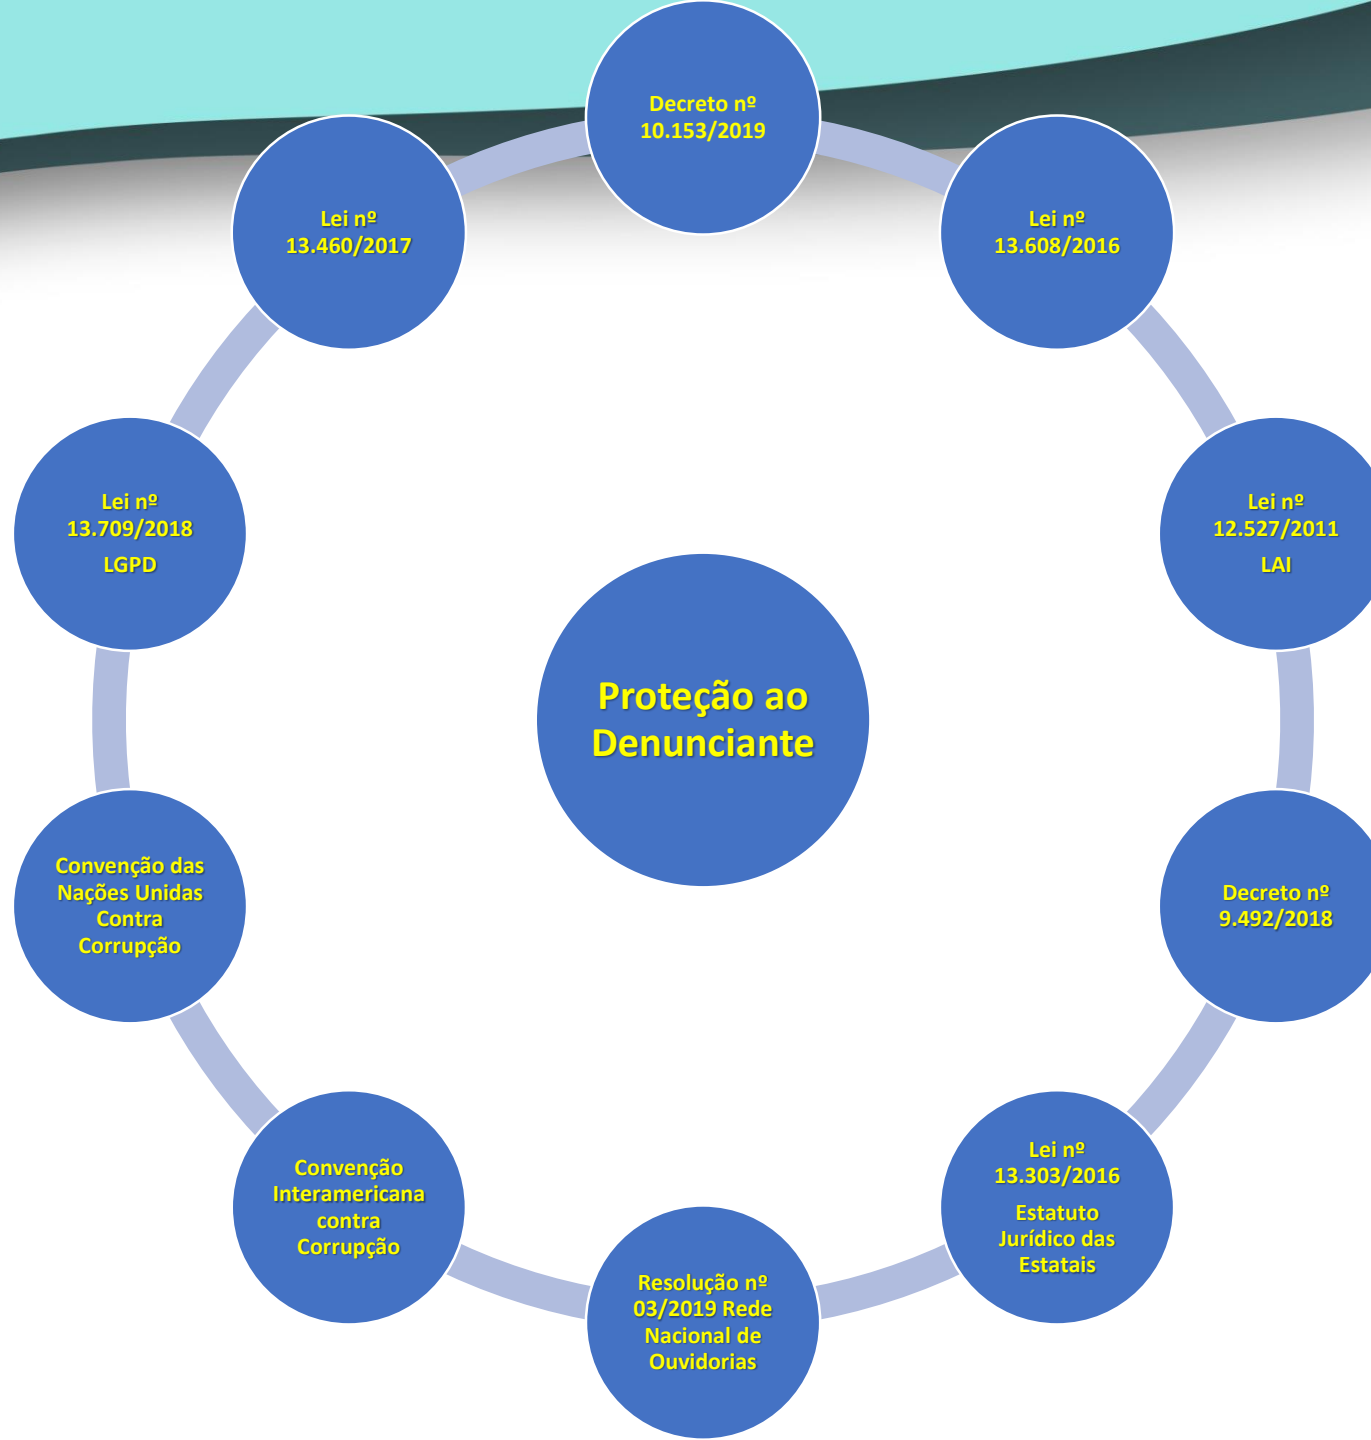 Decreto nº
10.153/2019
Lei nº
13.608/2016
Lei nº
12.527/2011
LAI
Decreto nº
9.492/2018
Lei nº
13.303/2016
Estatuto
Jurídico das
Estatais
Resolução nº
03/2019 Rede
Nacional de
Ouvidorias
Convenção
Interamericana
contra
Corrupção
Convenção das
Nações Unidas
Contra
Corrupção
Lei nº
13.709/2018
LGPD
Lei nº
13.460/2017
Proteção ao
Denunciante